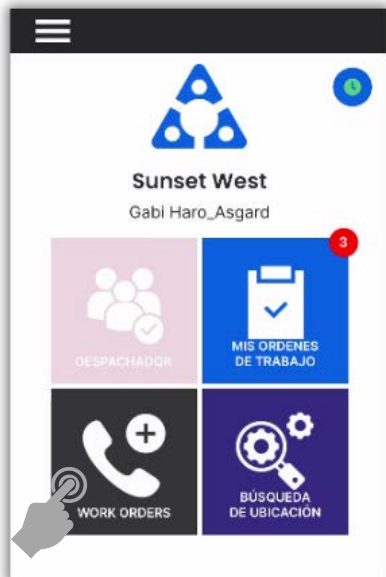 Sunset West
Gabi Haro_Asgard
3
DESPACHADOR
MIS ORDENES
DE TRABAJO
WORK ORDERS
BÚSQUEDA
DE UBICACIÓN